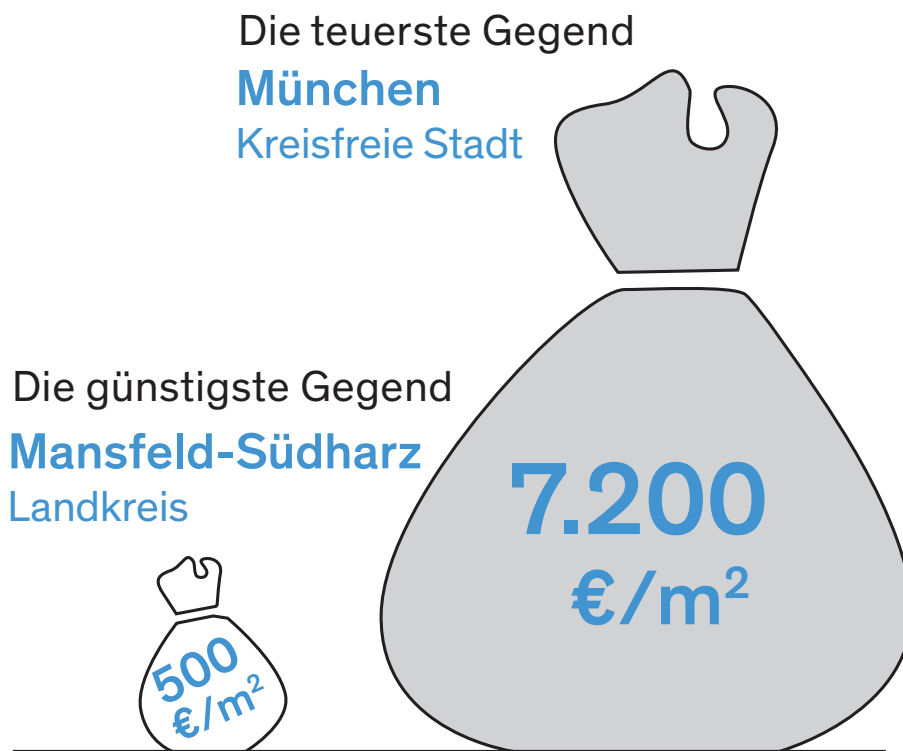 Die teuerste Gegend
München
Kreisfreie Stadt
Die günstigste Gegend
Mansfeld-Südharz
Landkreis
7.200
€/m²
500
€/m²